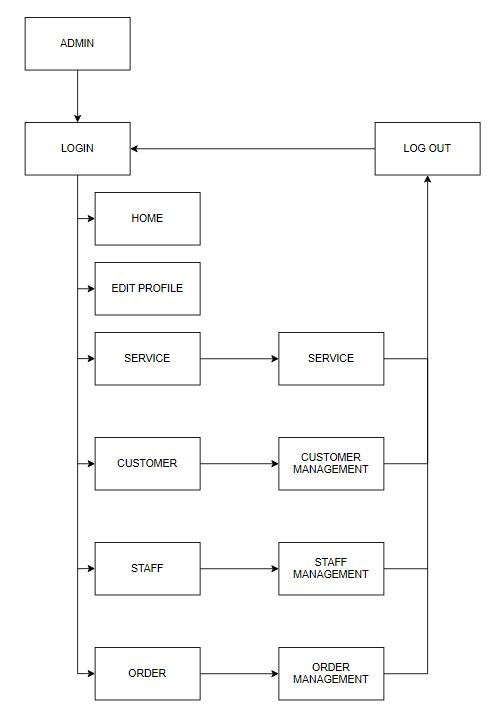 ADMIN
LOGIN
LOG OUT
HOME
EDIT PROFILE
SERVICE
SERVICE
CUSTOMER
CUSTOMER
MANAGEMENT
STAFF
STAFF
MANAGEMENT
ORDER
ORDER
MANAGEMENT